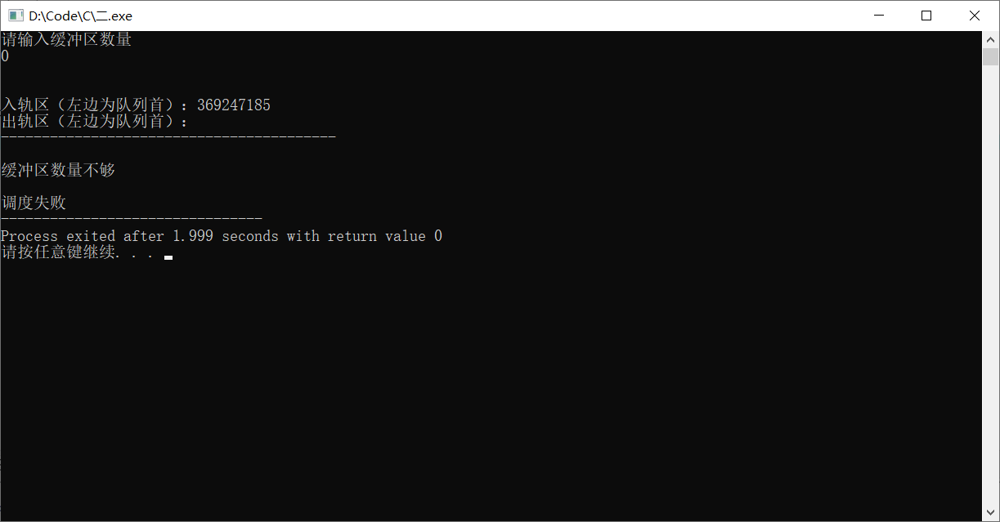 D:\Code\C\二.exe
请输入缓冲区数量
0
入轨区（左边为队列首）：369247185
出轨区（左边为队列首）：
-----------------------------------------
缓冲区数量不够
调度失败
--------------------------------
Process exited after 1.999 seconds with return value 0
请按任意键继续. . .